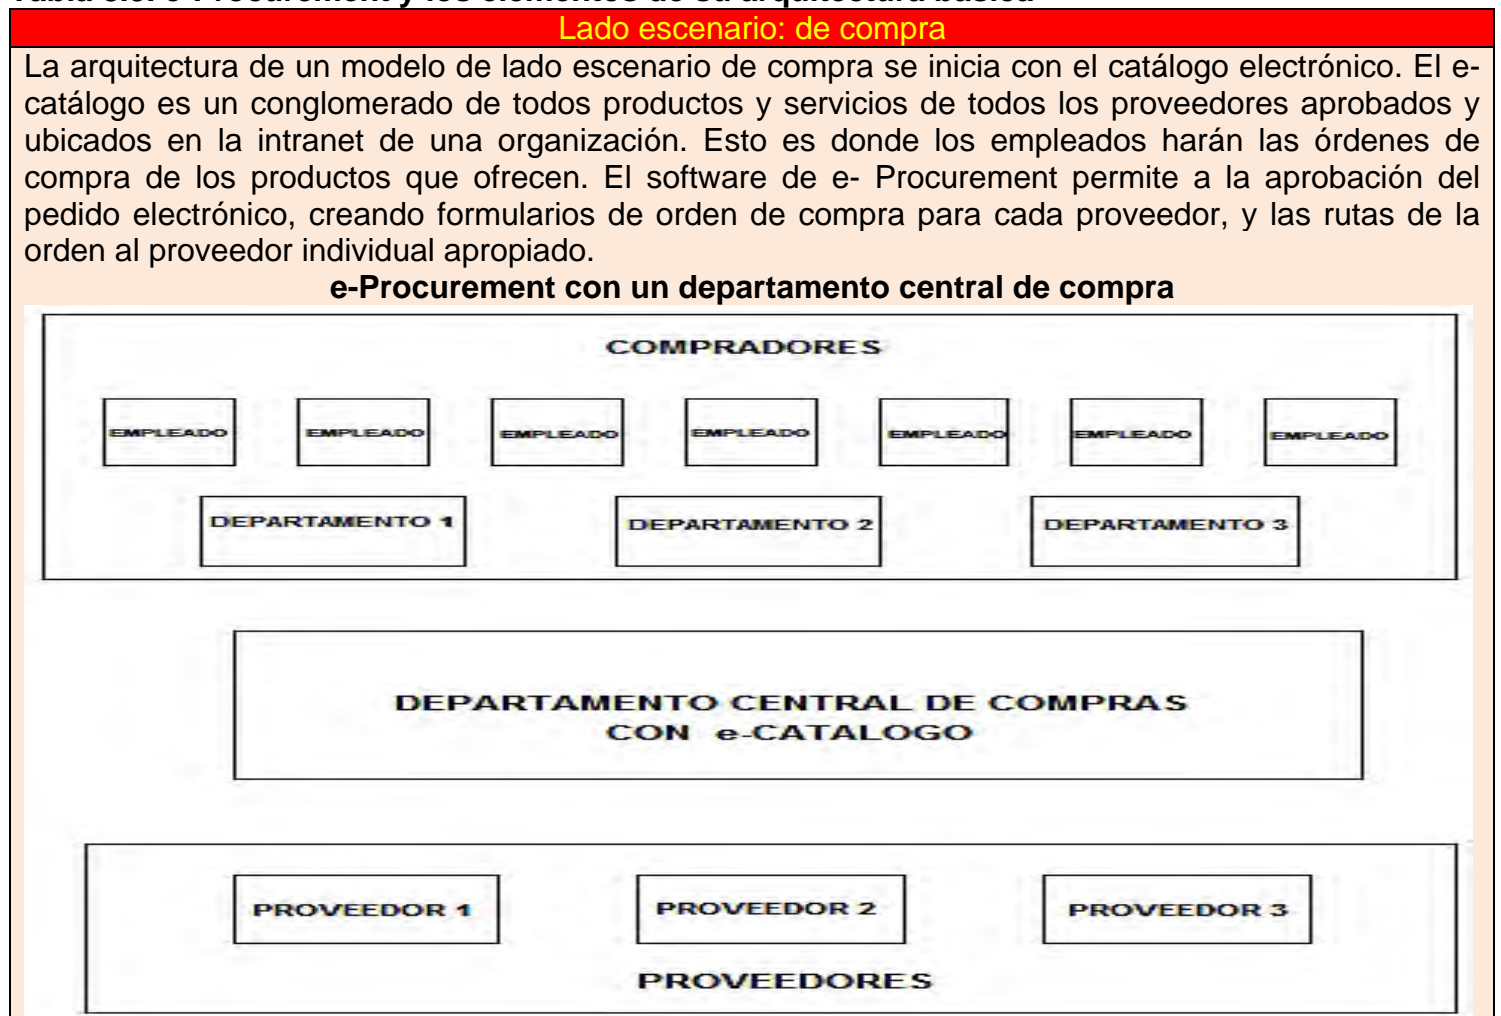 Lado escenario: de compra
La arquitectura de un modelo de lado escenario de compra se inicia con el catálogo electrónico. El e-
catálogo es un conglomerado de todos productos y servicios de todos los proveedores aprobados y
ubicados en la intranet de una organización. Esto es donde los empleados harán las órdenes de
compra de los productos que ofrecen. El software de e- Procurement permite a la aprobación del
pedido electrónico, creando formularios de orden de compra para cada proveedor, y las rutas de la
orden al proveedor individual apropiado.
e-Procurement con un departamento central de compra
COMPRADORES
EMPLEADO EMPLEADO EMPLEADO EMPLEADO EMPLEADO EMPLEADO EMPLEADO
DEPARTAMENTO 1 DEPARTAMENTO 2 DEPARTAMENTO 3
DEPARTAMENTO CENTRAL DE COMPRAS
CON e-CATALOGO
PROVEEDOR 1 PROVEEDOR 2 PROVEEDOR 3
PROVEEDORES